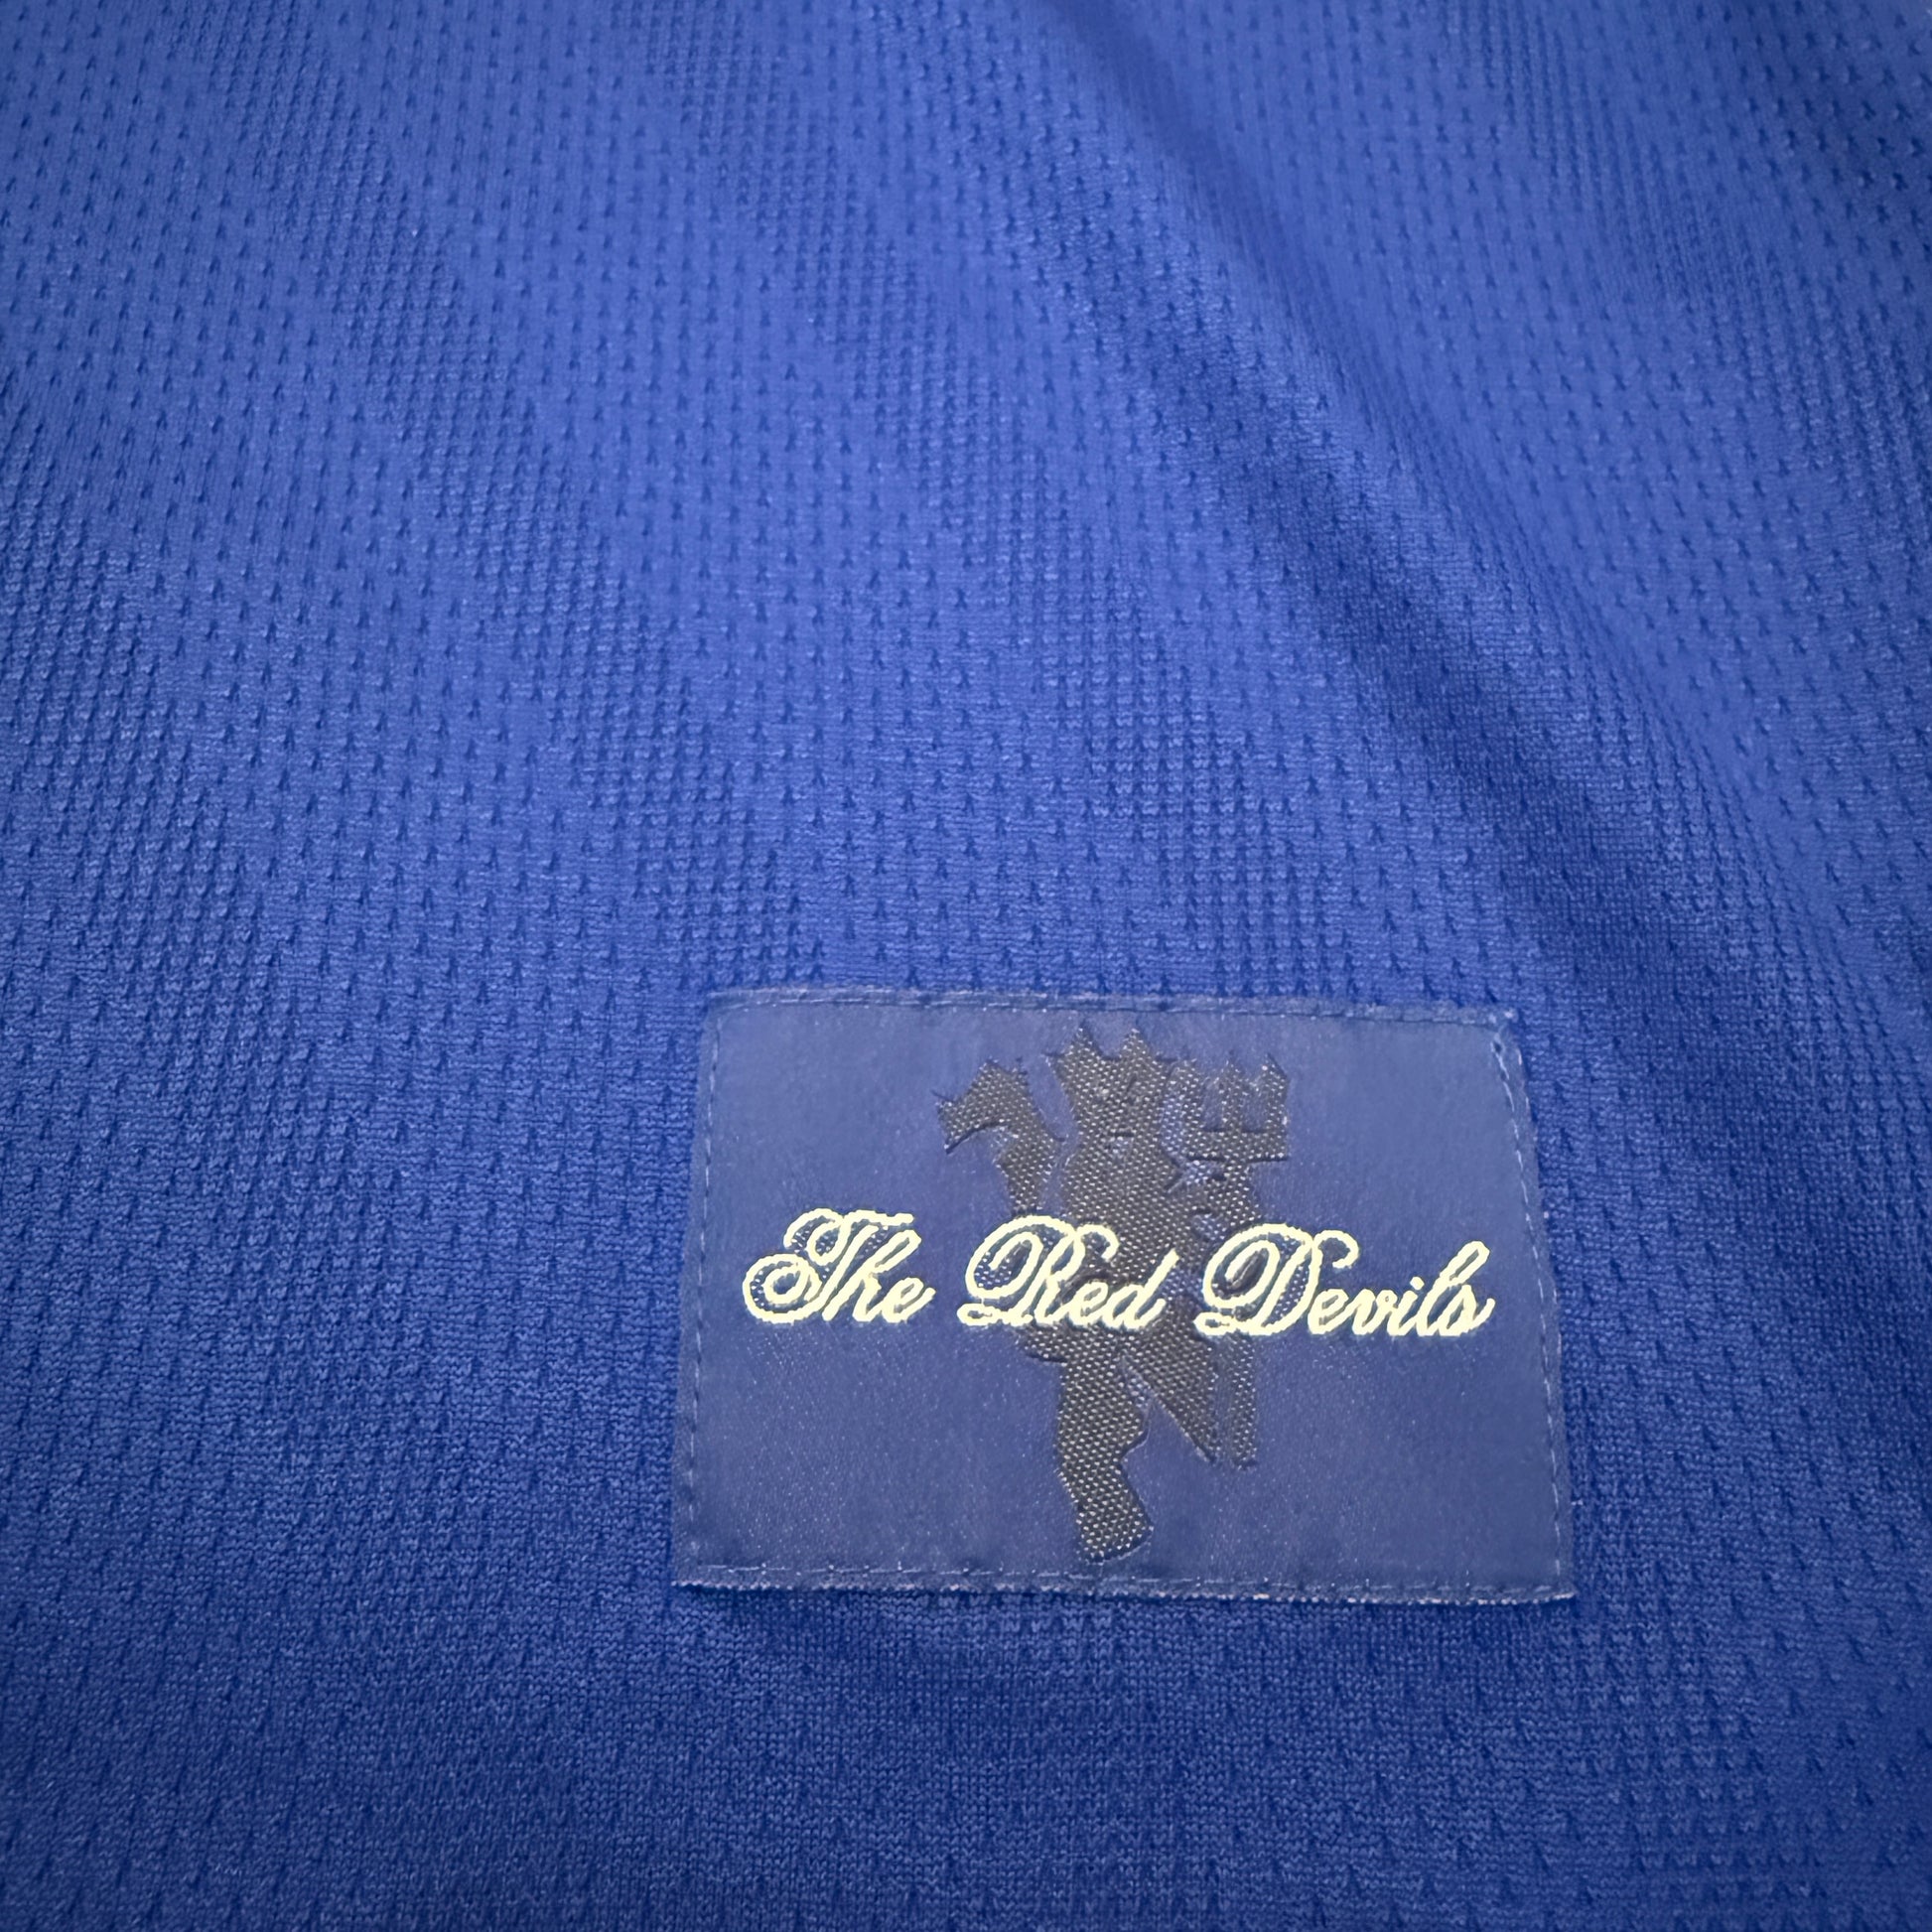 The Red Devils